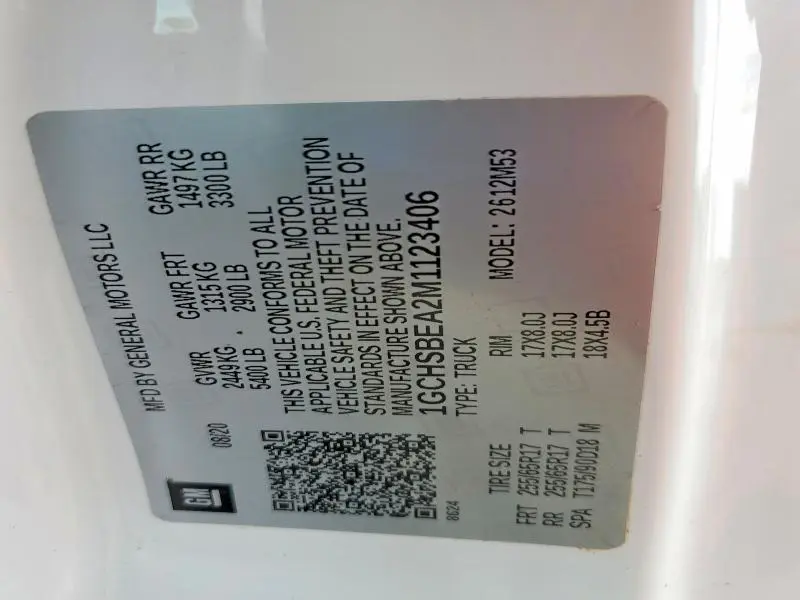 GM
MFD BY GENERAL MOTORS LLC
08/20
GVWR GAWR FRT GAWR RR
2449KG 1315 KG 1497 KG
5400 LB 2900 LB 3300 LB
THIS VEHICLE CONFORMS TO ALL
APPLICABLE U.S. FEDERAL MOTOR
VEHICLE SAFETY AND THEFT PREVENTION
STANDARDS IN EFFECT ON THE DATE OF
MANUFACTURE SHOWN ABOVE.
1GCHSBEA2M1123406
8624
TYPE: TRUCK MODEL: 2612M53
TIRE SIZE RIM
FRT 255/65R17 T 17X8.0J
RR 255/65R17 T 17X8.0J
SPA T175/90D18 M 18X4.5B